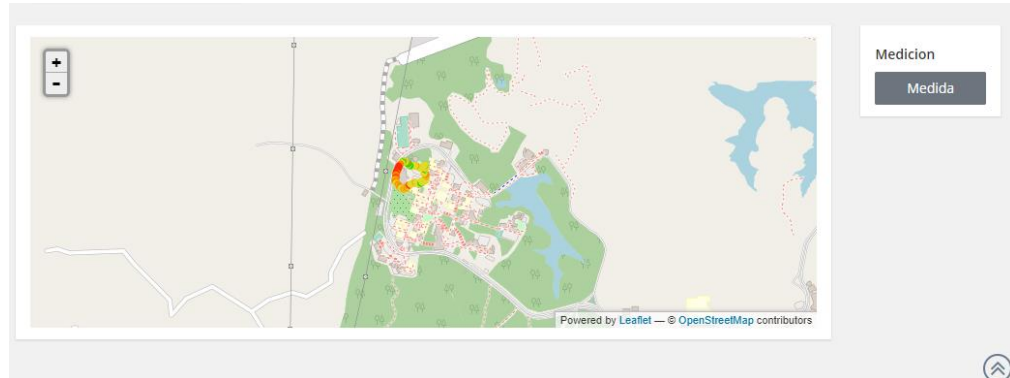 +
-
Medicion
Medida
Powered by Leaflet — © OpenStreetMap contributors